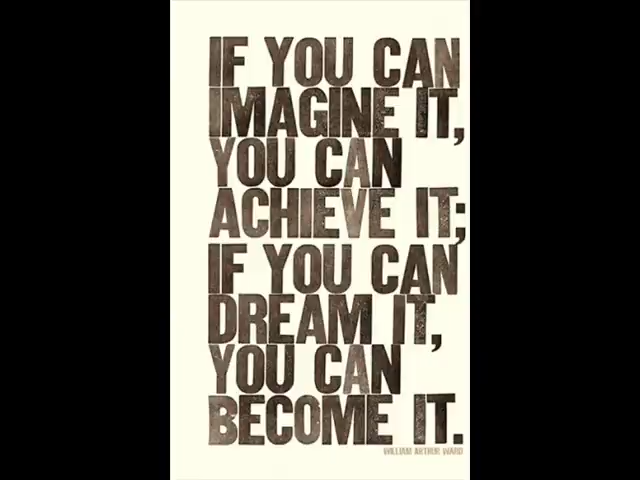 IF YOU CAN
IMAGINE IT,
YOU CAN
ACHIEVE IT;
IF YOU CAN
DREAM IT,
YOU CAN
BECOME IT.
WILLIAM ARTHUR WARD